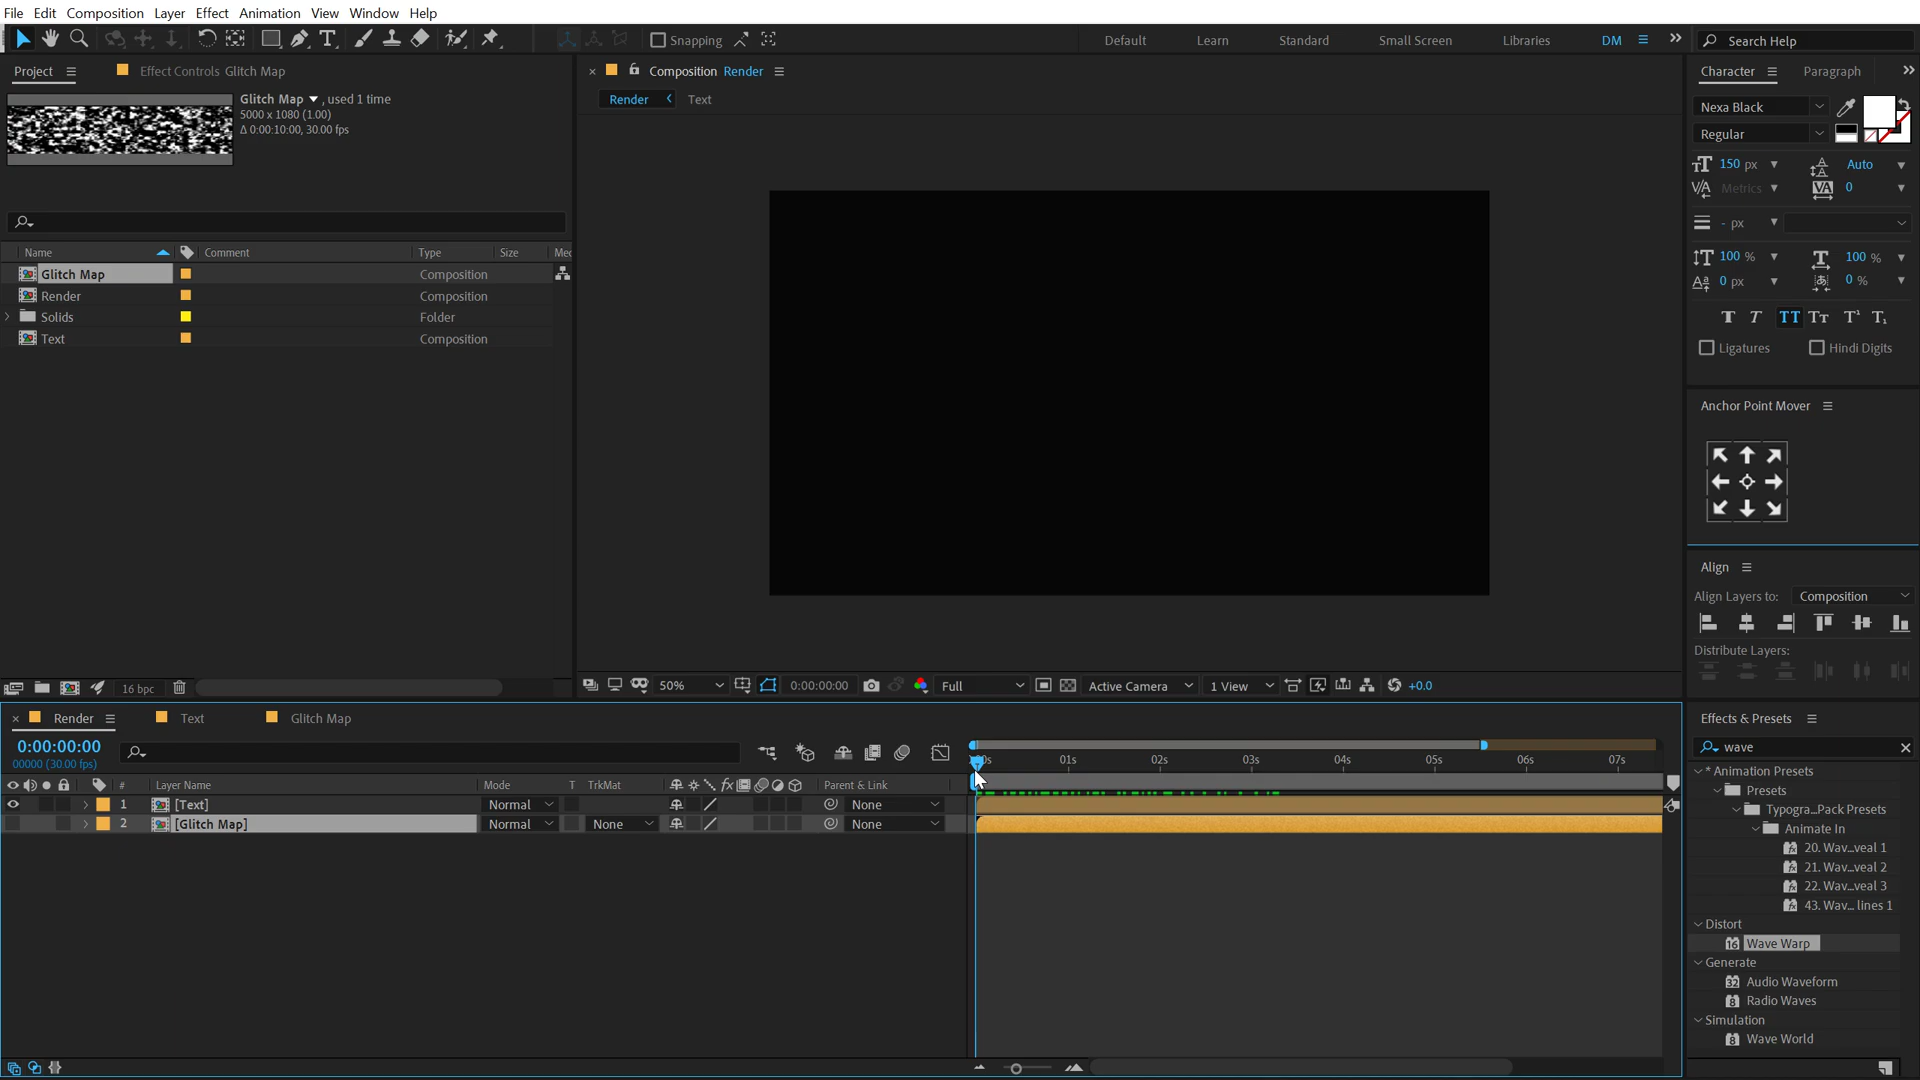 File Edit Composition Layer Effect Animation View Window Help
Snapping
Default Learn Standard Small Screen Libraries DM
Search Help
Project Effect Controls Glitch Map
Glitch Map , used 1 time
5000 x 1080 (1.00)
Δ 0:00:10:00, 30.00 fps
Name Comment Type Size Med
Glitch Map Composition
Render Composition
Solids Folder
Text Composition
16 bpc
Composition Render
Render Text
50% 0:00:00:00 Full Active Camera 1 View +0.0
Character Paragraph
Nexa Black
Regular
150 px Auto
Metrics 0
- px
100 % 100 %
0 px 0 %
Ligatures Hindi Digits
Anchor Point Mover
Align
Align Layers to: Composition
Distribute Layers:
Render Text Glitch Map
0:00:00:00
00000 (30.00 fps)
# Layer Name Mode T TrkMat Parent & Link
1 [Text] Normal None
2 [Glitch Map] Normal None None
01s 02s 03s 04s 05s 06s 07s
Effects & Presets
wave
* Animation Presets
Presets
Typogra...Pack Presets
Animate In
20. Wav...veal 1
21. Wav...veal 2
22. Wav...veal 3
43. Wav... lines 1
Distort
Wave Warp
Generate
Audio Waveform
Radio Waves
Simulation
Wave World